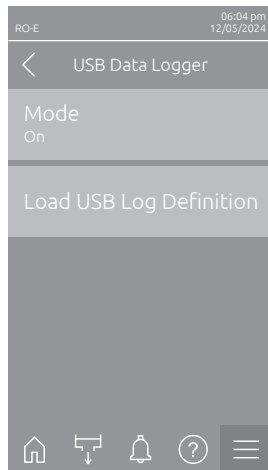 06:04 pm
RO-E 12/05/2024
USB Data Logger
Mode
On
Load USB Log Definition
?